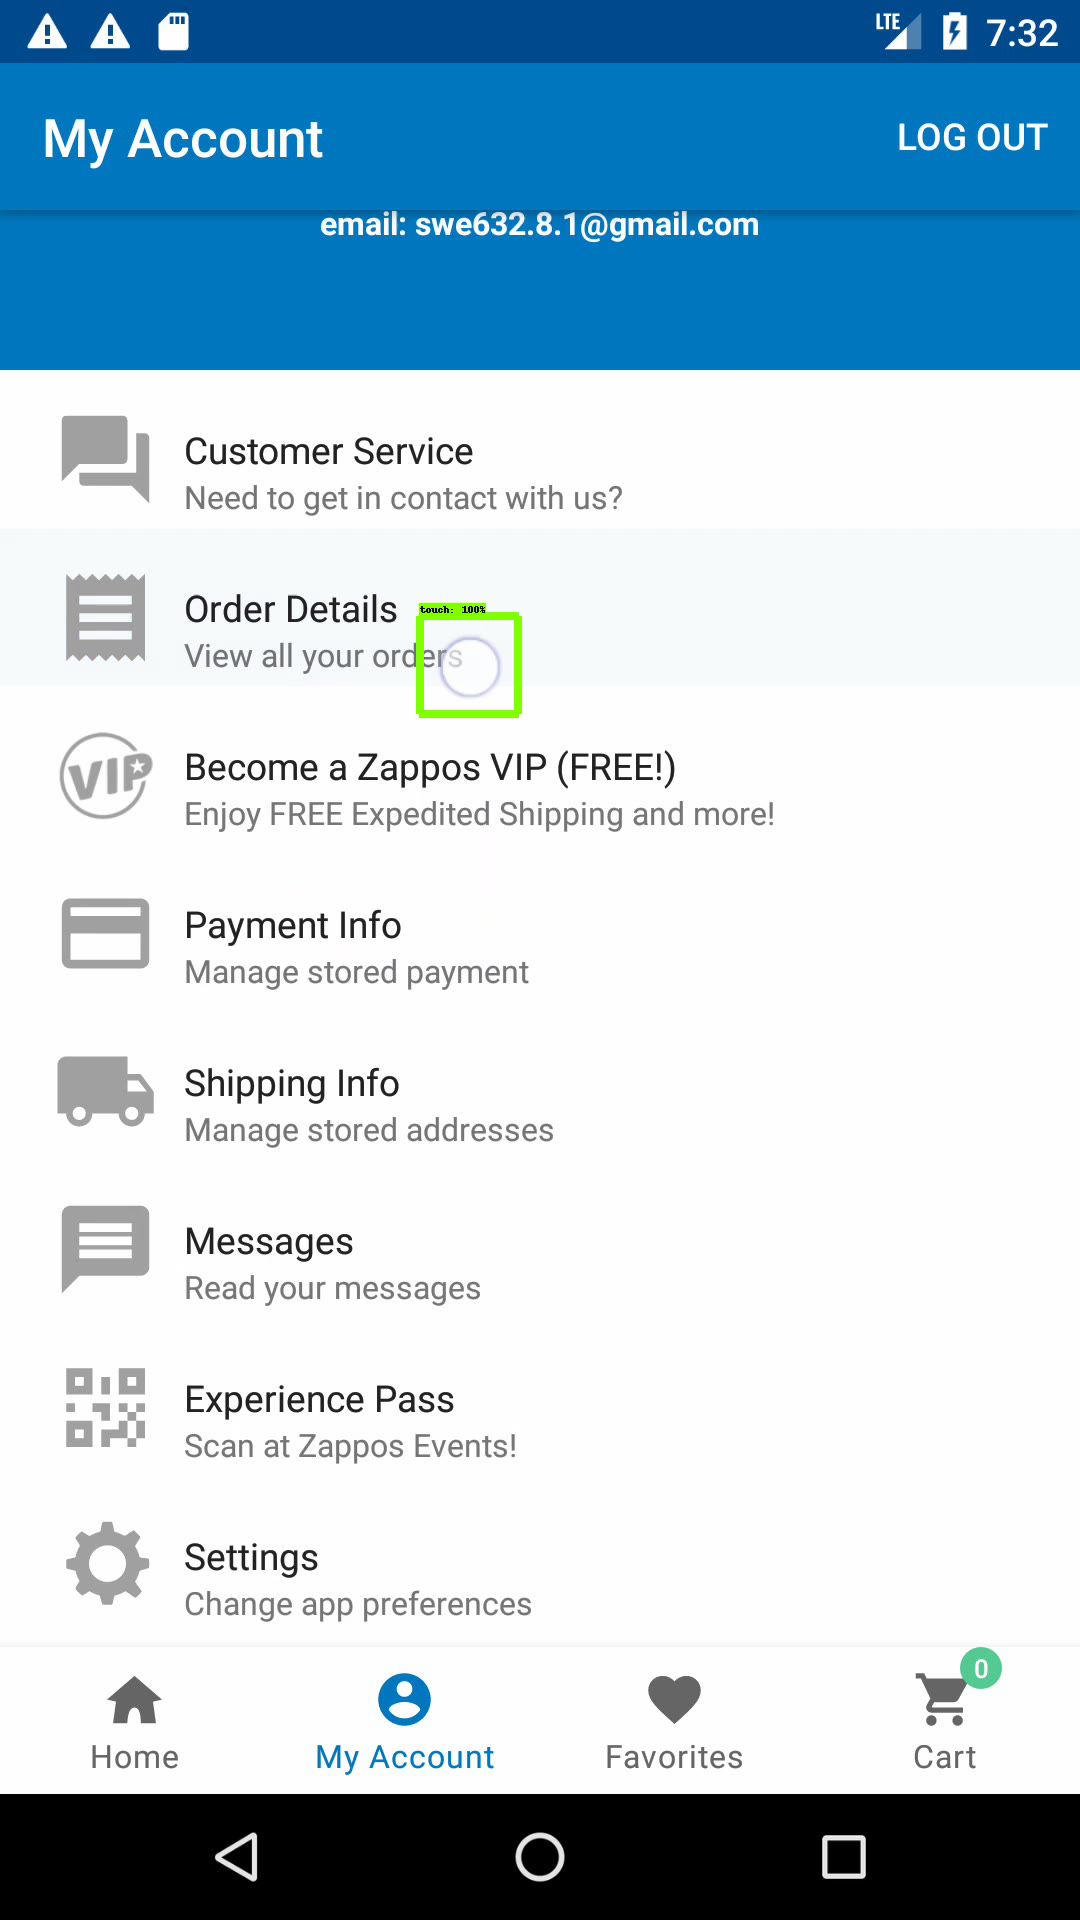 LTE 7:32
My Account LOG OUT
email: swe632.8.1@gmail.com
Customer Service
Need to get in contact with us?
Order Details
touch: 100%
View all your orders
VIP
Become a Zappos VIP (FREE!)
Enjoy FREE Expedited Shipping and more!
Payment Info
Manage stored payment
Shipping Info
Manage stored addresses
Messages
Read your messages
Experience Pass
Scan at Zappos Events!
Settings
Change app preferences
0
Home My Account Favorites Cart